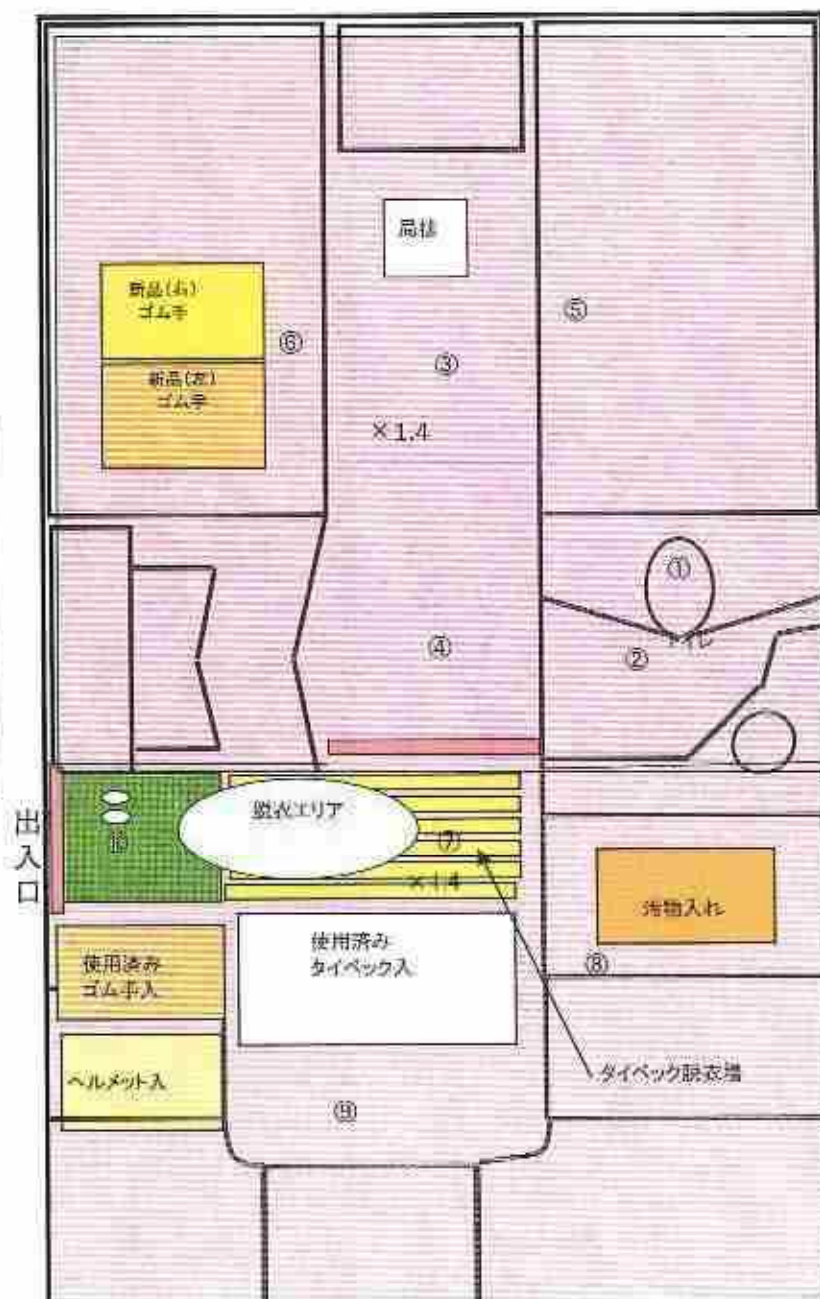 新品(右)
ゴム手
新品(左)
ゴム手
⑥
③
×1.4
⑤
①
トイレ
②
④
出入口
⑩
脱衣エリア
⑦
×1.4
使用済み
ゴム手入
使用済み
タイベック入
汚物入れ
⑧
ヘルメット入
⑨
タイベック脱衣場